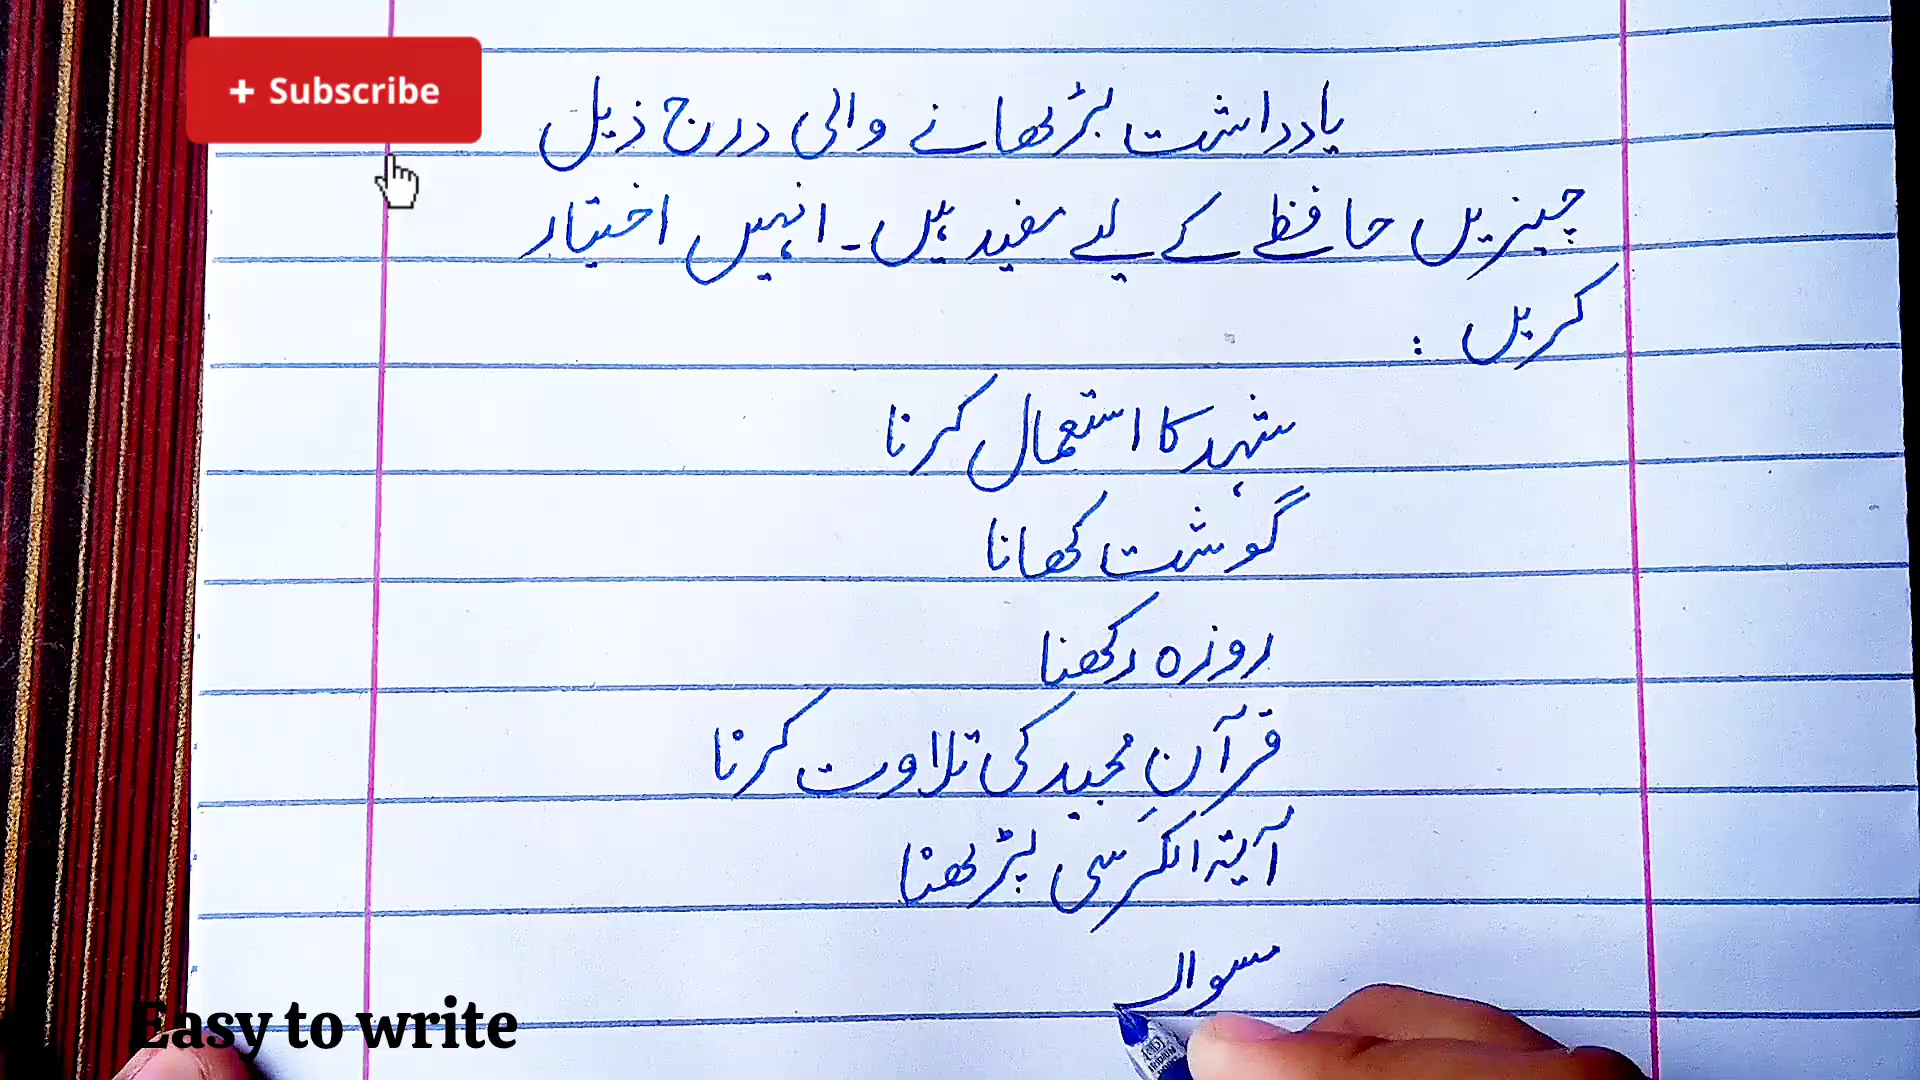 + Subscribe
یادداشت بڑھانے والی درج ذیل
چیزیں حافظے کے لیے مفید ہیں۔ انہیں اختیار
کریں :
شہد کا استعمال کرنا
گوشت کھانا
روزہ رکھنا
قرآنِ مجید کی تلاوت کرنا
آیۃ الکرسی پڑھنا
Easy to write